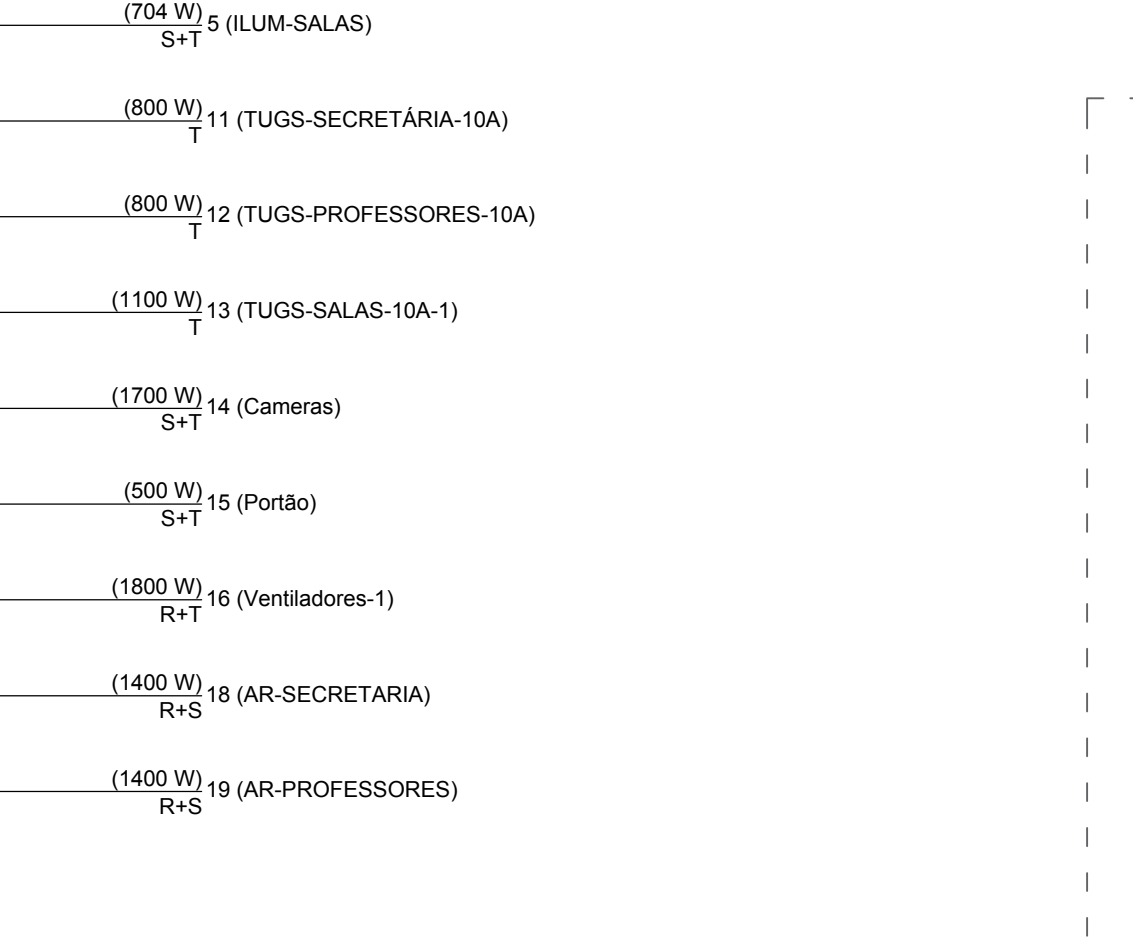 (704 W)
S+T
5 (ILUM-SALAS)
(800 W)
T
11 (TUGS-SECRETÁRIA-10A)
(800 W)
T
12 (TUGS-PROFESSORES-10A)
(1100 W)
T
13 (TUGS-SALAS-10A-1)
(1700 W)
S+T
14 (Cameras)
(500 W)
S+T
15 (Portão)
(1800 W)
R+T
16 (Ventiladores-1)
(1400 W)
R+S
18 (AR-SECRETARIA)
(1400 W)
R+S
19 (AR-PROFESSORES)